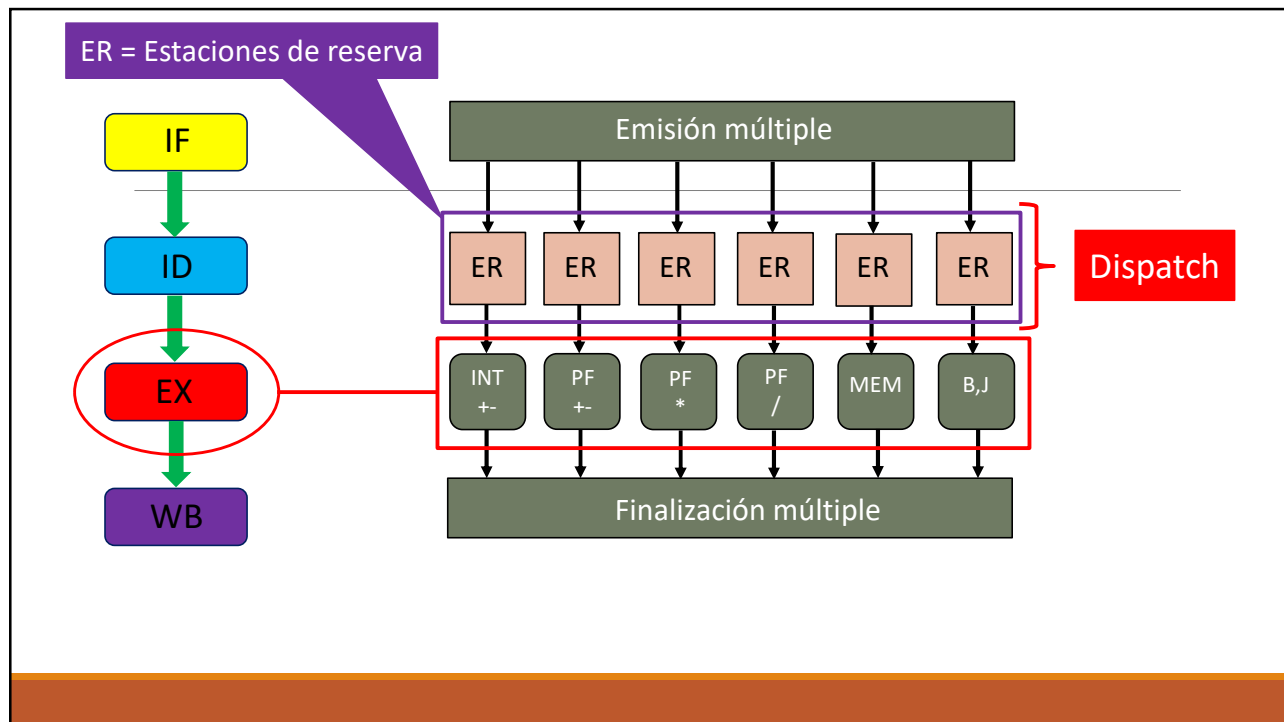 ER = Estaciones de reserva
IF
ID
EX
WB
Emisión múltiple
ER
ER
ER
ER
ER
ER
Dispatch
INT
+-
PF
+-
PF
*
PF
/
MEM
B,J
Finalización múltiple